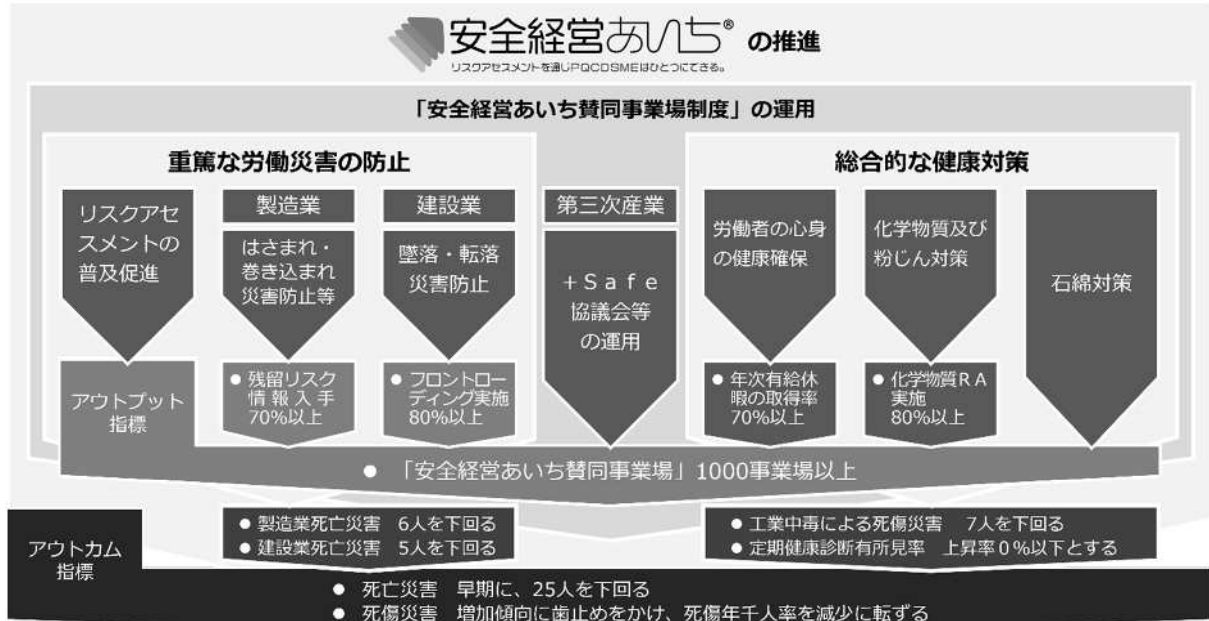 安全経営あいち® の推進
リスクアセスメントを通じPQCDSMEはひとつにできる。
「安全経営あいち賛同事業場制度」の運用
重篤な労働災害の防止
総合的な健康対策
リスクアセ
スメントの
普及促進
製造業
はさまれ・
巻き込まれ
災害防止等
建設業
墜落・転落
災害防止
第三次産業
+Safe
協議会等
の運用
労働者の心身
の健康確保
化学物質及び
粉じん対策
石綿対策
アウトプット
指標
● 残留リスク
情報入手
70%以上
● フロントロー
ディング実施
80%以上
● 年次有給休
暇の取得率
70%以上
● 化学物質RA
実施
80%以上
● 「安全経営あいち賛同事業場」1000事業場以上
アウトカム
指標
● 製造業死亡災害 6人を下回る
● 建設業死亡災害 5人を下回る
● 工業中毒による死傷災害 7人を下回る
● 定期健康診断有所見率 上昇率0%以下とする
● 死亡災害 早期に、25人を下回る
● 死傷災害 増加傾向に歯止めをかけ、死傷年千人率を減少に転ずる